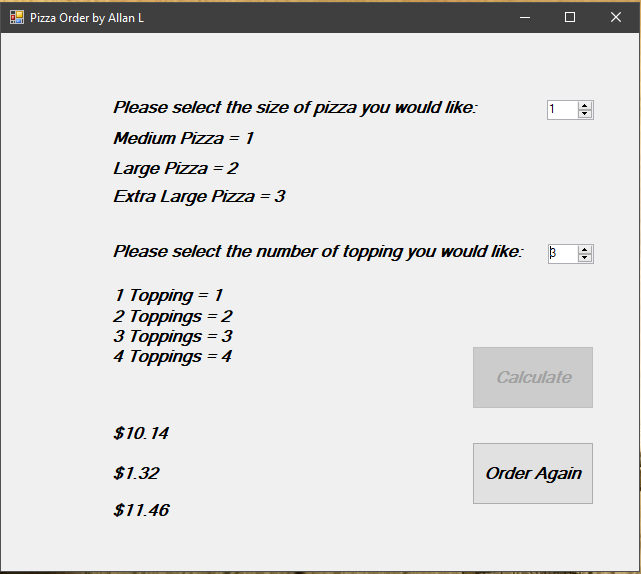 Pizza Order by Allan L
Please select the size of pizza you would like: 1
Medium Pizza = 1
Large Pizza = 2
Extra Large Pizza = 3
Please select the number of topping you would like: 3
1 Topping = 1
2 Toppings = 2
3 Toppings = 3
4 Toppings = 4
Calculate
$10.14
$1.32
Order Again
$11.46